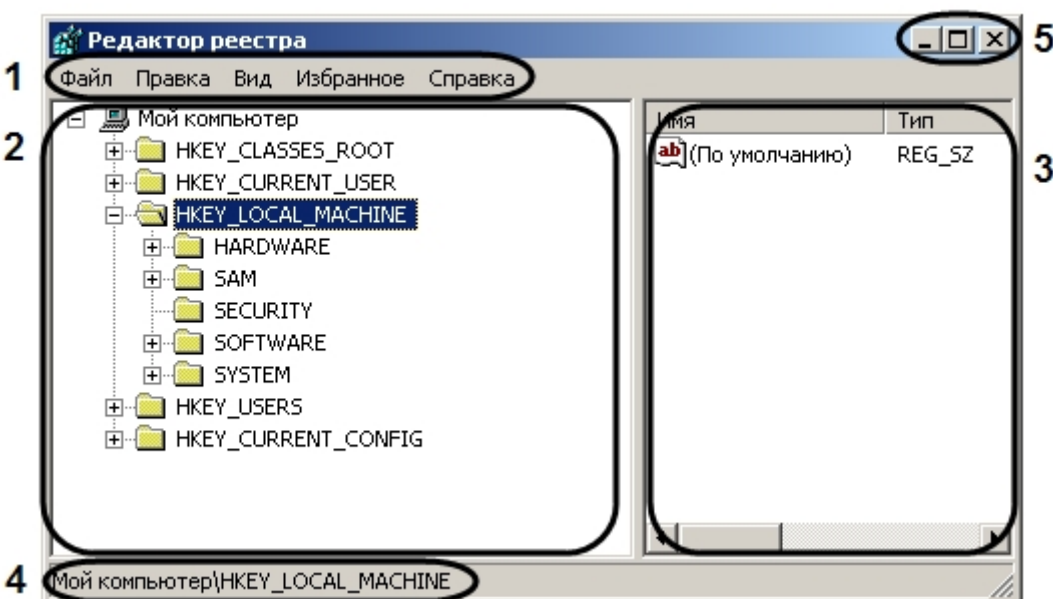 Редактор реестра
5
1
Файл Правка Вид Избранное Справка
2
Мой компьютер
HKEY_CLASSES_ROOT
HKEY_CURRENT_USER
HKEY_LOCAL_MACHINE
HARDWARE
SAM
SECURITY
SOFTWARE
SYSTEM
HKEY_USERS
HKEY_CURRENT_CONFIG
Имя Тип
ab (По умолчанию) REG_SZ
3
4
Мой компьютер\HKEY_LOCAL_MACHINE